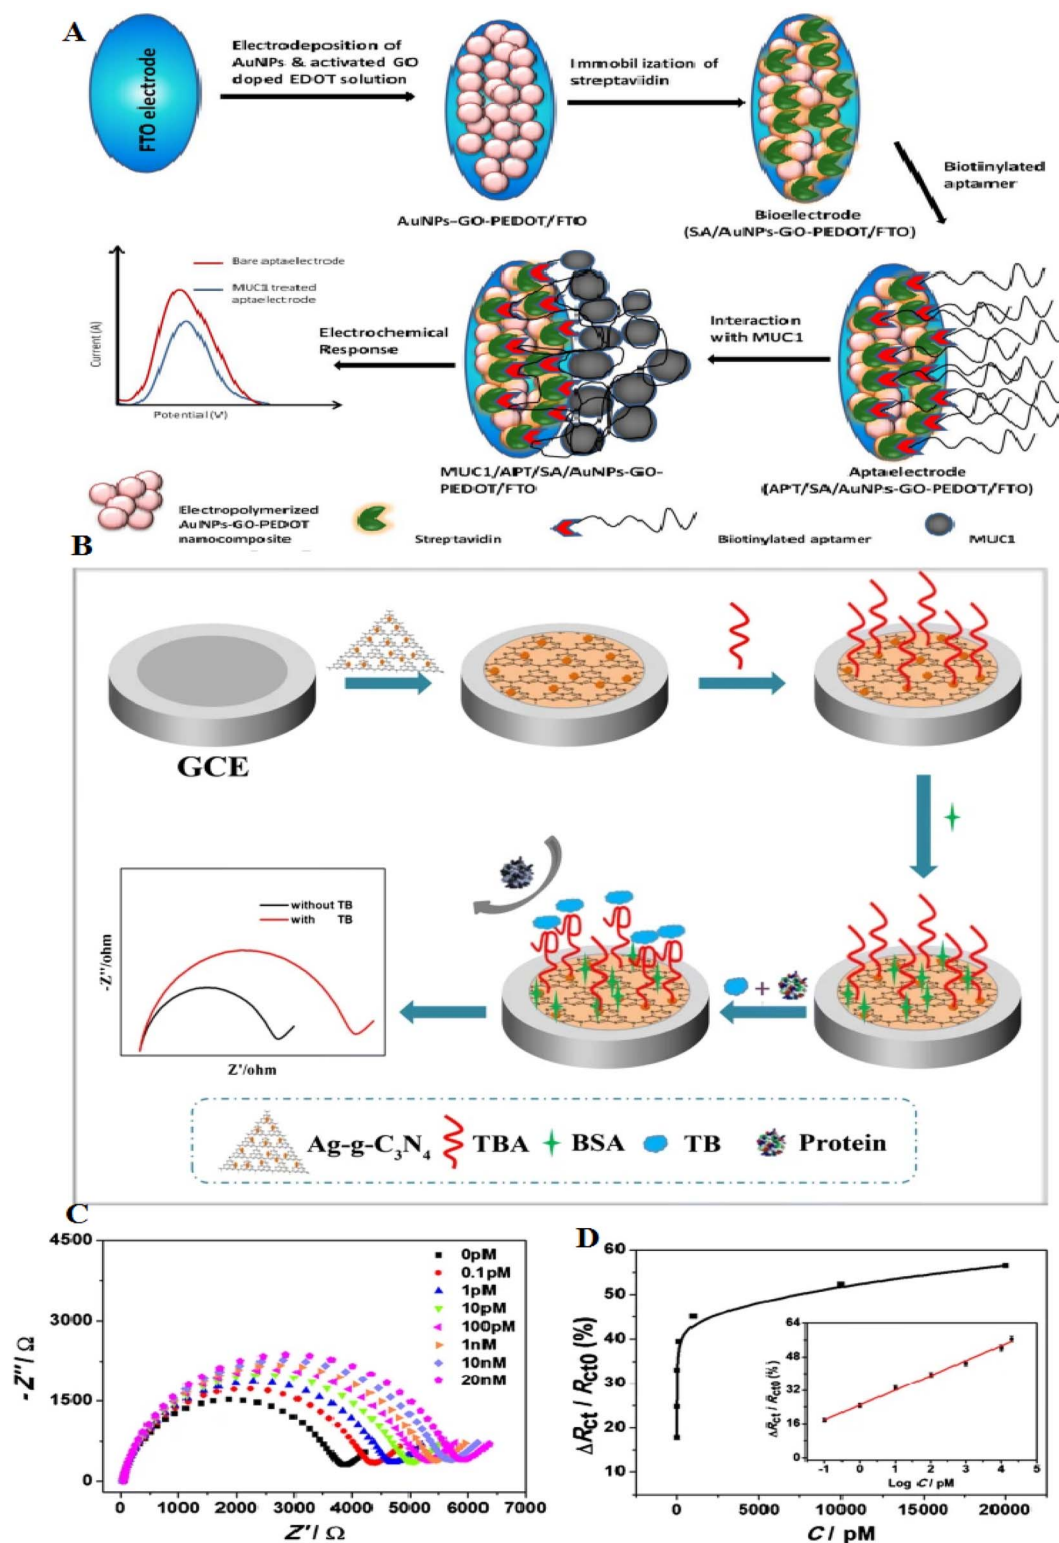 A
FTO electrode
Electrodeposition of
AuNPs & activated GO
doped EDOT solution
Immobilization of
streptaviidin
AuNPs-GO-PEDOT/FTO
Bioelectrode
(SA/AuNPs-GO-PEDOT/FTO)
Biotiinylated
aptamer
Bare aptaelectrode
MUC1 treated
aptaelectrode
Current (A)
Potential (V)
Electrochemical
Response
Interaction
with MUC1
MUC1/APT/SA/AuNPs-GO-
PEDOT/FTO
Aptaelectrode
(APT/SA/AuNPs-GO-PEDOT/FTO)
Electropolymerized
AuNPs-GO-PEDOT
nanocomposite
Streptavidin
Biotinylated aptamer
MUC1
B
GCE
without TB
with TB
-Z''/ohm
Z'/ohm
+
Ag-g-C3N4
TBA
BSA
TB
Protein
C
4500
3000
1500
0
-Z''/ Ω
0 1000 2000 3000 4000 5000 6000 7000
Z'/ Ω
0pM
0.1pM
1pM
10pM
100pM
1nM
10nM
20nM
D
60
50
40
30
20
10
ΔRct / Rct0 (%)
0 5000 10000 15000 20000
C / pM
64
48
32
16
0
ΔRct / Rct0 (%)
-1 0 1 2 3 4 5
Log C / pM